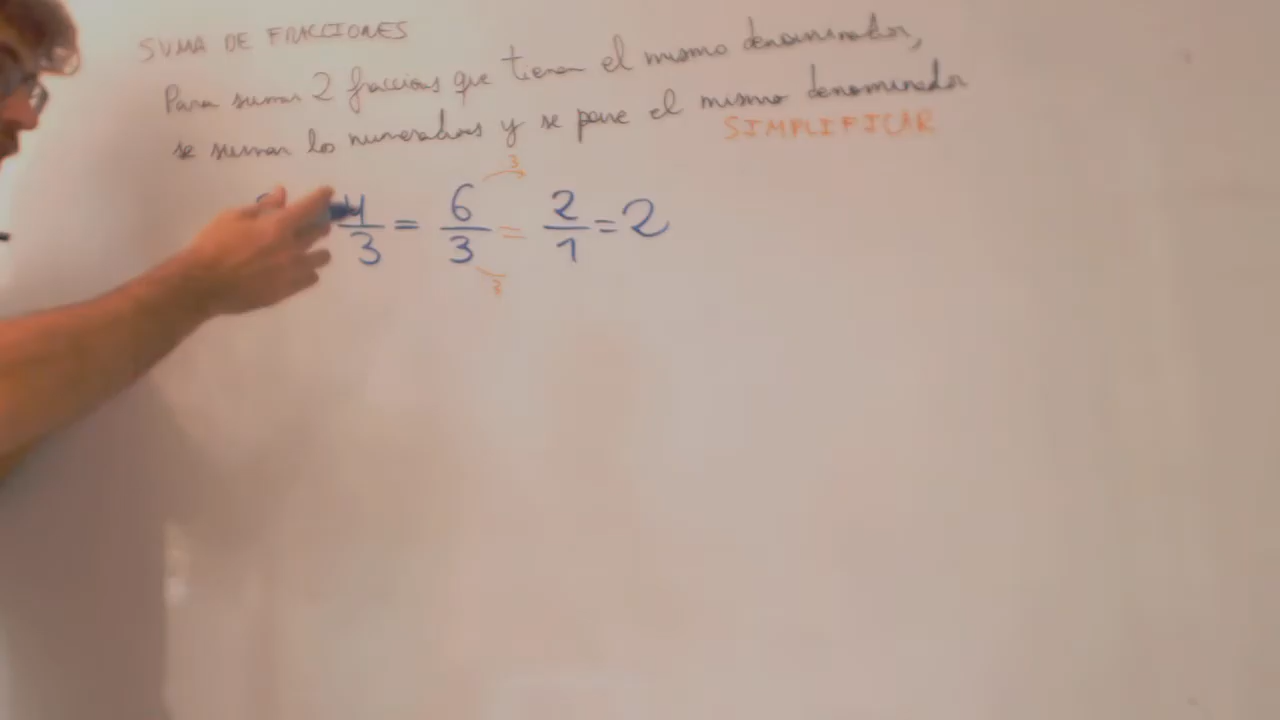 SUMA DE FRACCIONES
Para sumar 2 fracciones que tienen el mismo denominador,
se suman los numeradores y se pone el mismo denominador
SIMPLIFICAR
4/3 = 6/3 = 2/1 = 2
3
3